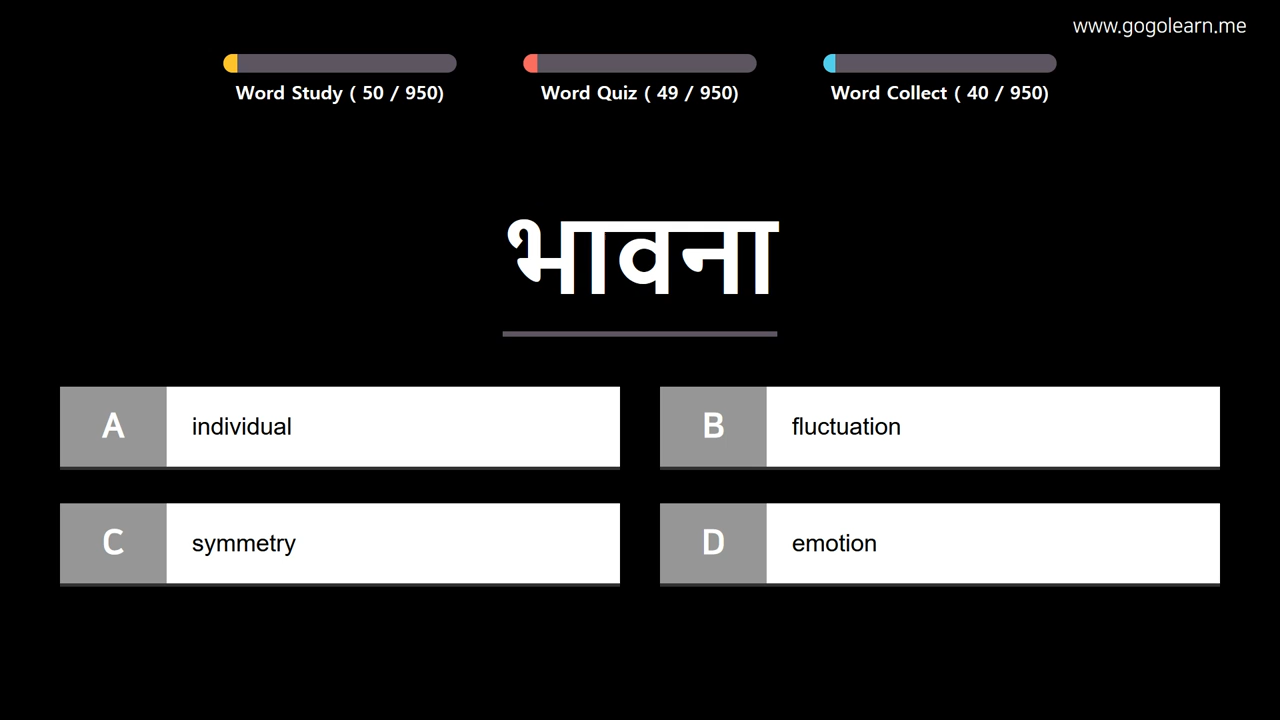 www.gogolearn.me
Word Study ( 50 / 950)
Word Quiz ( 49 / 950)
Word Collect ( 40 / 950)
भावना
A individual
B fluctuation
C symmetry
D emotion